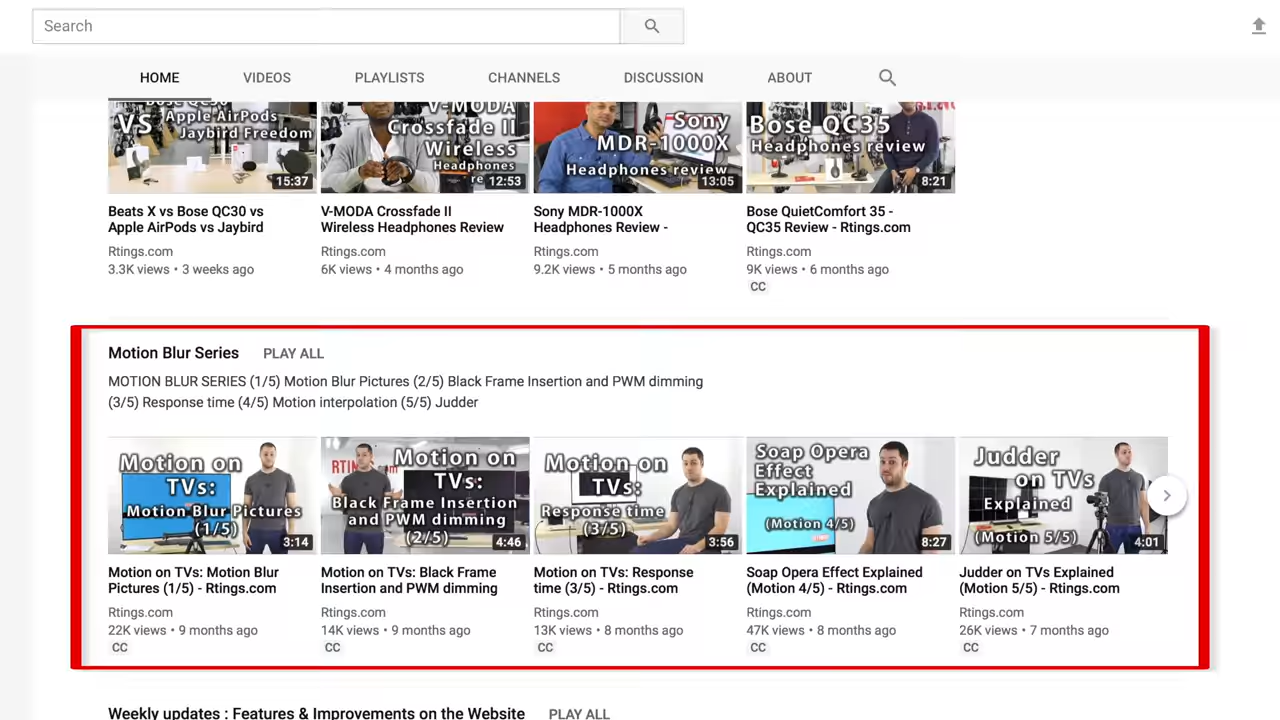 Search
HOME VIDEOS PLAYLISTS CHANNELS DISCUSSION ABOUT
VS Apple AirPods
Jaybird Freedom
15:37
V-MODA
Crossfade II
Wireless
Headphones
re
12:53
Sony
MDR-1000X
Headphones review
13:05
Bose QC35
Headphones review
8:21
Beats X vs Bose QC30 vs
Apple AirPods vs Jaybird
Rtings.com
3.3K views • 3 weeks ago
V-MODA Crossfade II
Wireless Headphones Review
Rtings.com
6K views • 4 months ago
Sony MDR-1000X
Headphones Review -
Rtings.com
9.2K views • 5 months ago
Bose QuietComfort 35 -
QC35 Review - Rtings.com
Rtings.com
9K views • 6 months ago
CC
Motion Blur Series PLAY ALL
MOTION BLUR SERIES (1/5) Motion Blur Pictures (2/5) Black Frame Insertion and PWM dimming
(3/5) Response time (4/5) Motion interpolation (5/5) Judder
Motion on
TVs:
Motion Blur Pictures
(1/5)
3:14
Motion on
TVs:
Black Frame Insertion
and PWM dimming
(2/5)
4:46
Motion on
TVs:
Response time
(3/5)
3:56
Soap Opera
Effect
Explained
(Motion 4/5)
8:27
Judder
on TVs
Explained
(Motion 5/5)
4:01
Motion on TVs: Motion Blur
Pictures (1/5) - Rtings.com
Rtings.com
22K views • 9 months ago
CC
Motion on TVs: Black Frame
Insertion and PWM dimming
Rtings.com
14K views • 9 months ago
CC
Motion on TVs: Response
time (3/5) - Rtings.com
Rtings.com
13K views • 8 months ago
CC
Soap Opera Effect Explained
(Motion 4/5) - Rtings.com
Rtings.com
47K views • 8 months ago
CC
Judder on TVs Explained
(Motion 5/5) - Rtings.com
Rtings.com
26K views • 7 months ago
CC
Weekly updates : Features & Improvements on the Website PLAY ALL